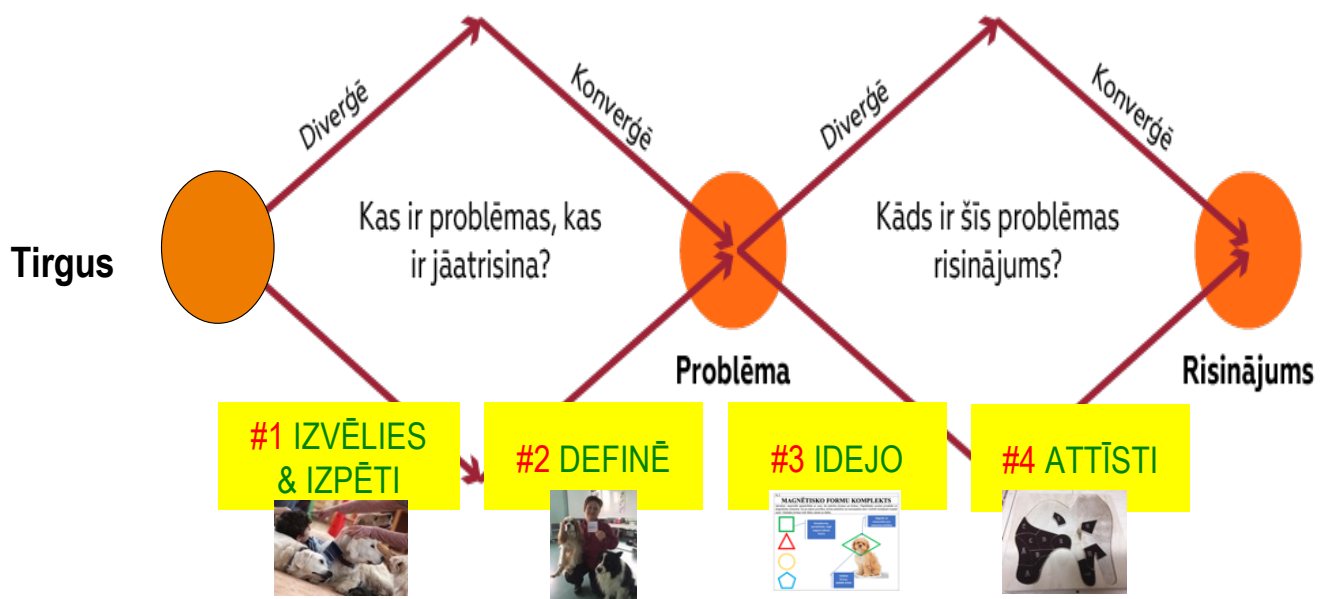 Diverģē
Konverģē
Diverģē
Konverģē
Tirgus
Kas ir problēmas, kas
ir jāatrisina?
Kāds ir šīs problēmas
risinājums?
Problēma
Risinājums
#1 IZVĒLIES
& IZPĒTI
#2 DEFINĒ
#3 IDEJO
#4 ATTĪSTI
MAGNĒTISKO FORMU KOMPLEKTS